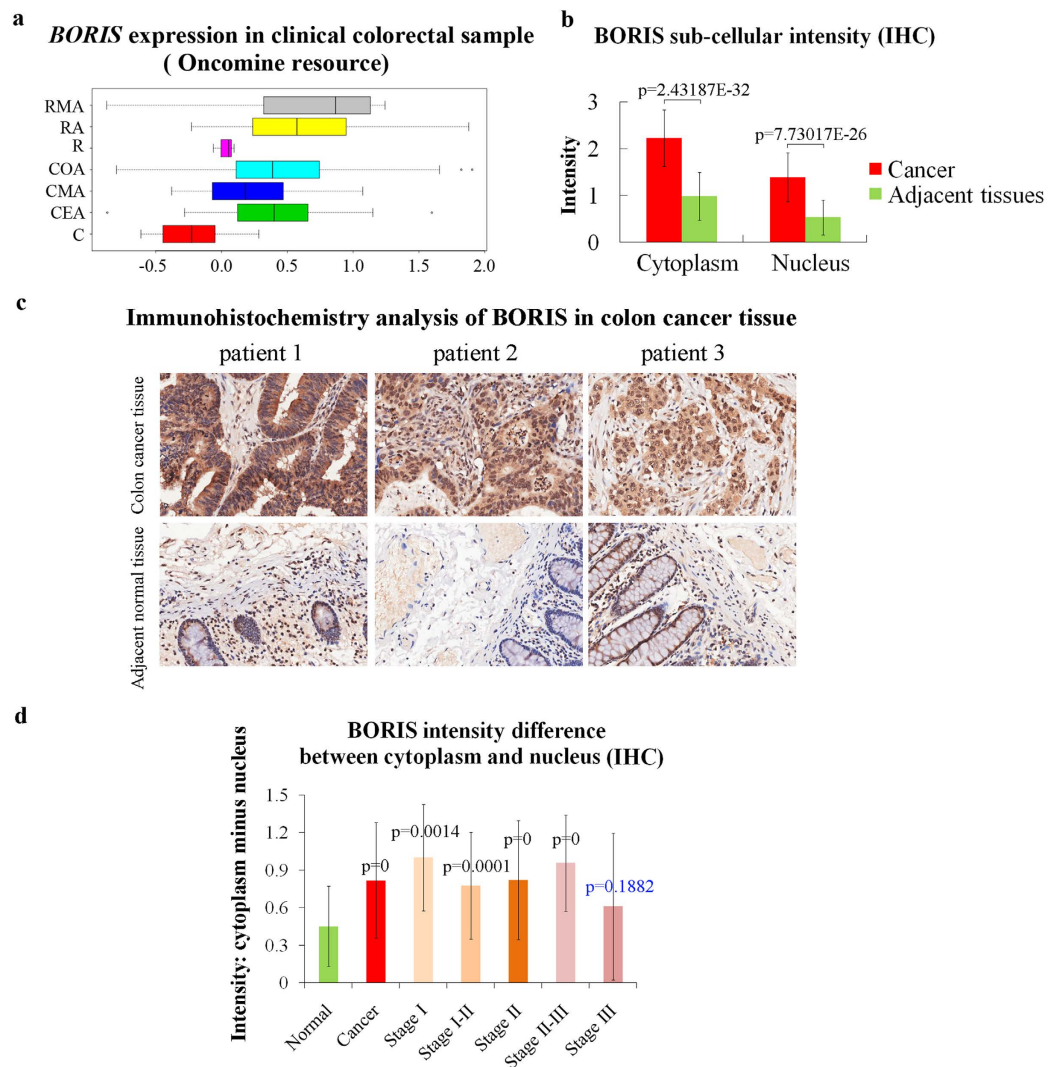 a
BORIS expression in clinical colorectal sample
( Oncomine resource)
RMA
RA
R
COA
CMA
CEA
C
-0.5 0.0 0.5 1.0 1.5 2.0
b
BORIS sub-cellular intensity (IHC)
p=2.43187E-32
p=7.73017E-26
Intensity
3
2
1
0
Cancer
Adjacent tissues
Cytoplasm Nucleus
c
Immunohistochemistry analysis of BORIS in colon cancer tissue
patient 1 patient 2 patient 3
Colon cancer tissue
Adjacent normal tissue
d
BORIS intensity difference
between cytoplasm and nucleus (IHC)
Intensity: cytoplasm minus nucleus
1.5
1.2
0.9
0.6
0.3
0
p=0
p=0.0014
p=0.0001
p=0
p=0
p=0.1882
Normal
Cancer
Stage I
Stage I-II
Stage II
Stage II-III
Stage III